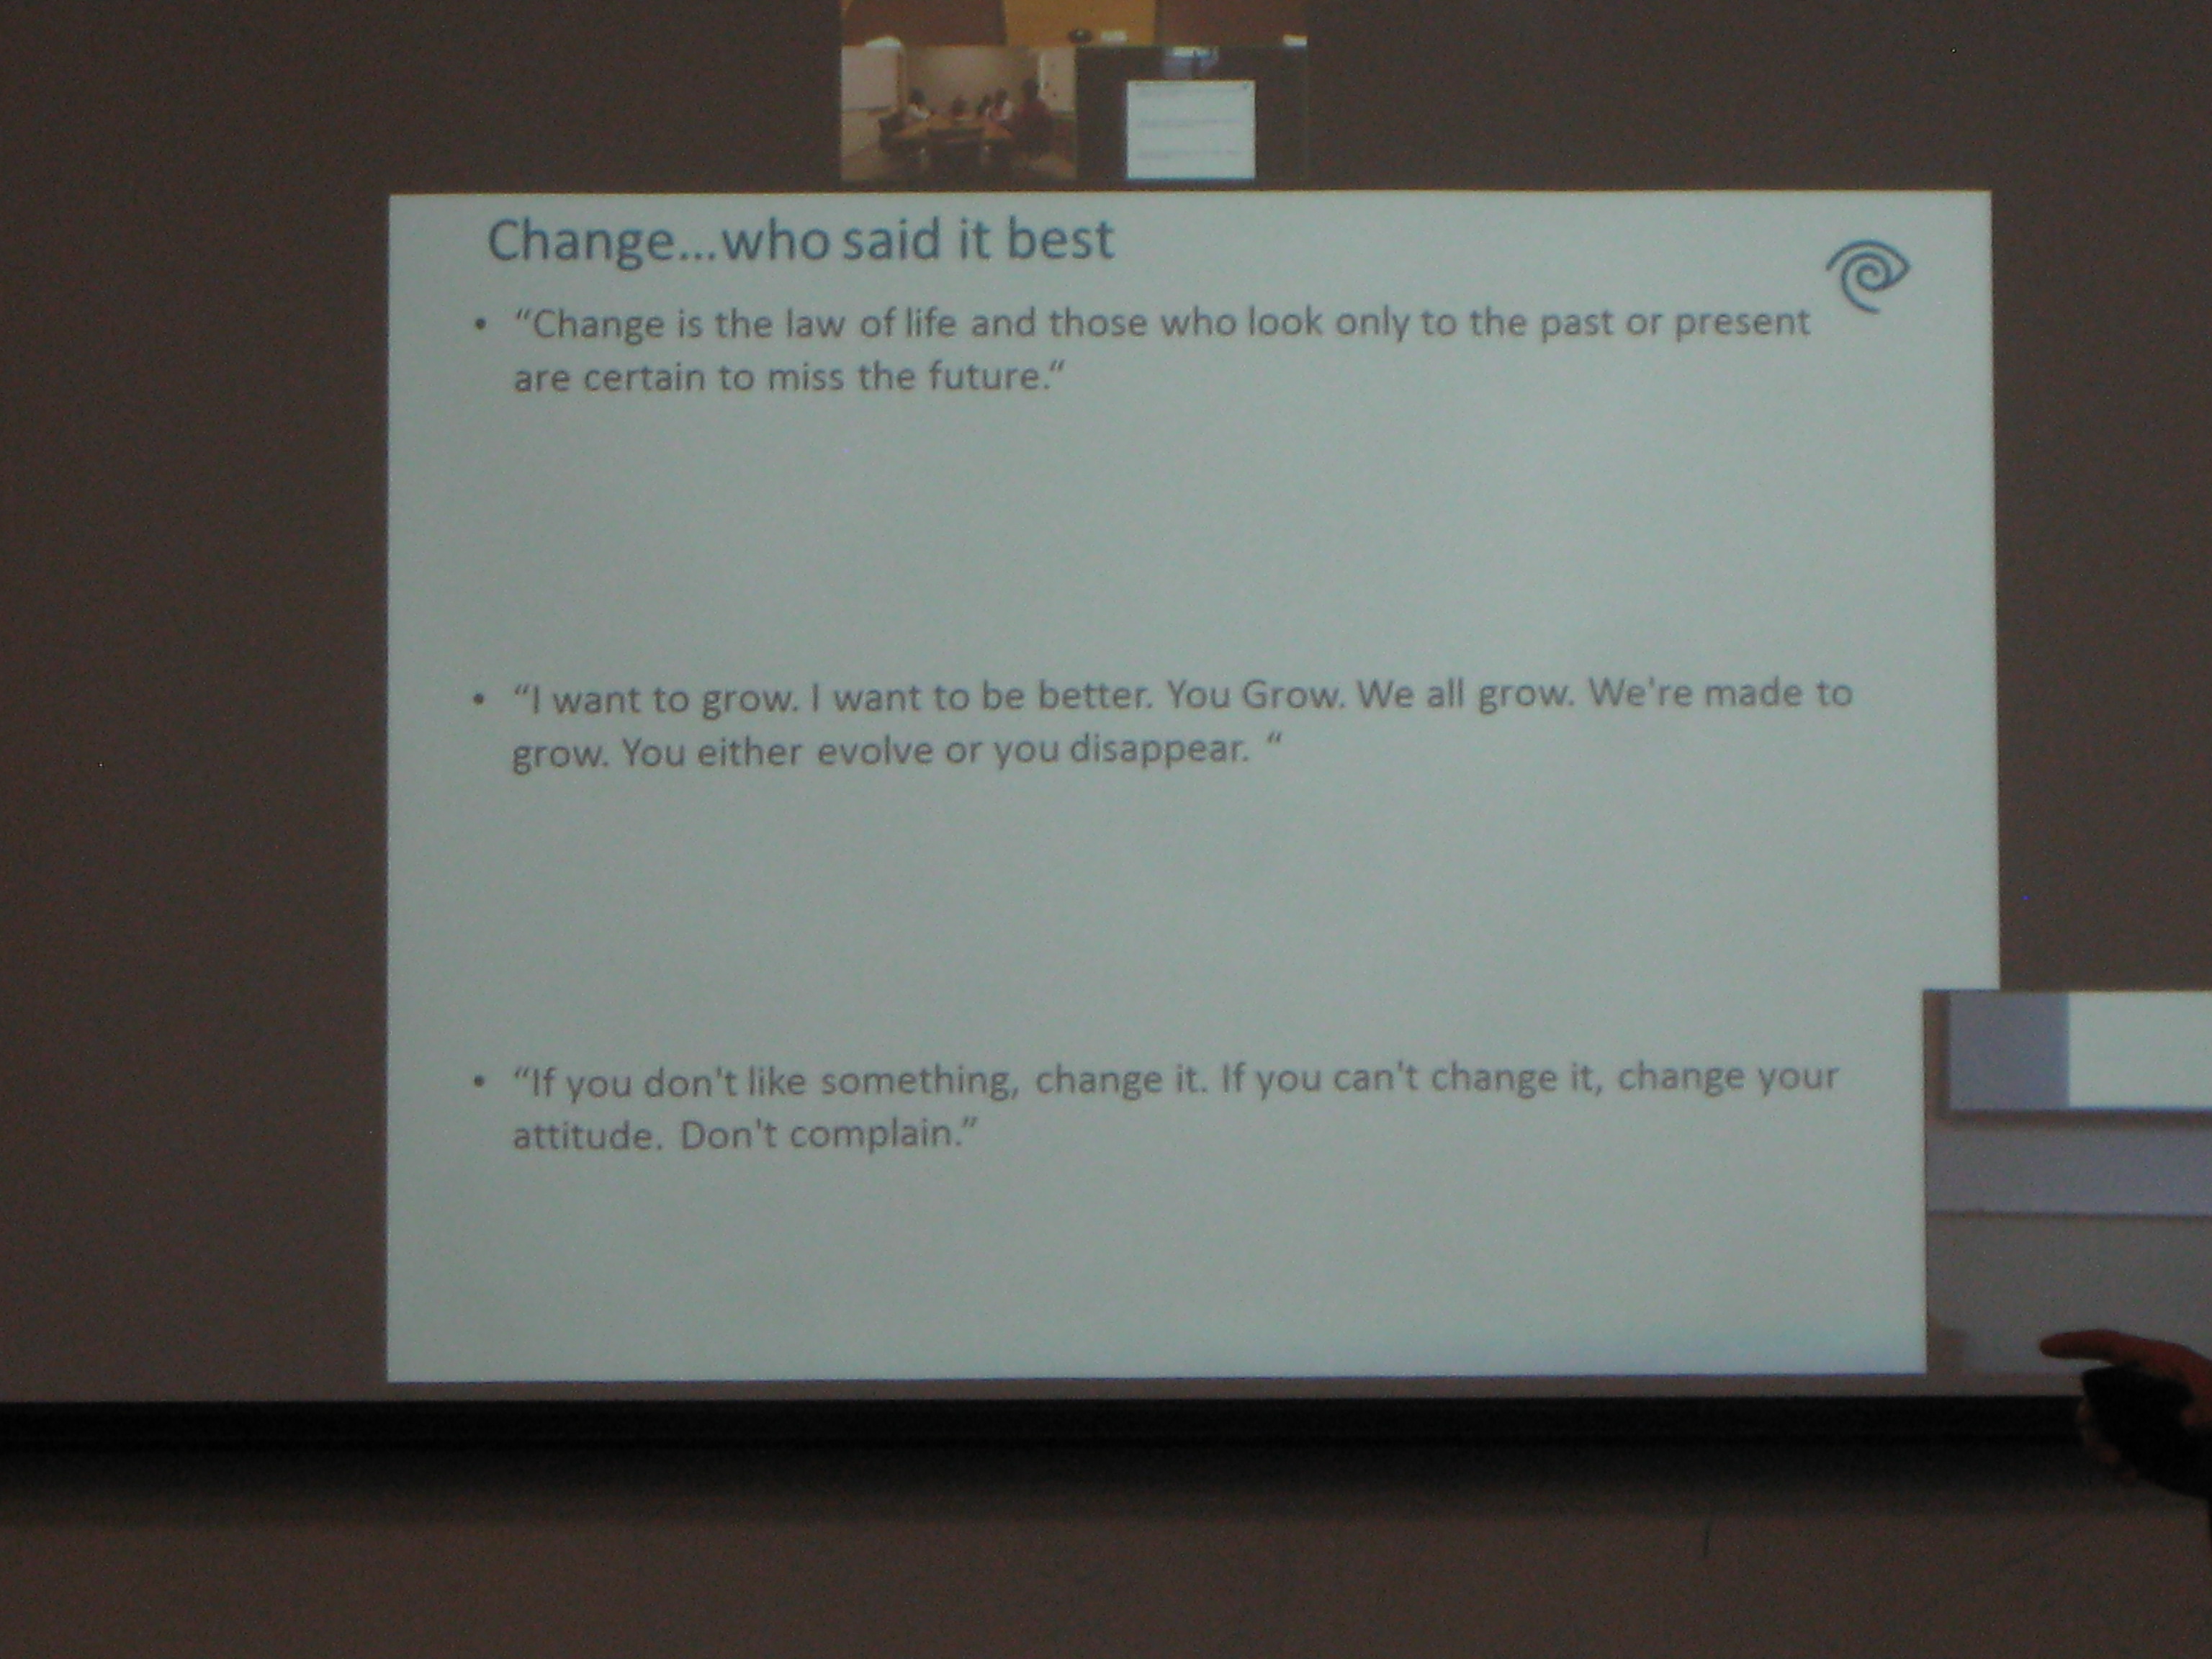 Change...who said it best
• “Change is the law of life and those who look only to the past or present
are certain to miss the future.“
• “I want to grow. I want to be better. You Grow. We all grow. We're made to
grow. You either evolve or you disappear. “
• “If you don't like something, change it. If you can't change it, change your
attitude. Don't complain.”